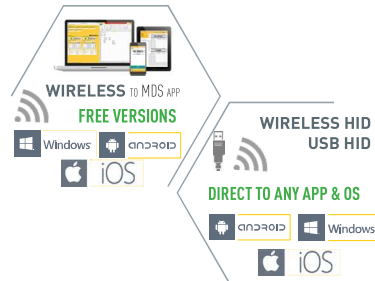 WIRELESS TO MDS APP
FREE VERSIONS
Windows
ANDROID
iOS
WIRELESS HID
USB HID
DIRECT TO ANY APP & OS
ANDROID
Windows
iOS